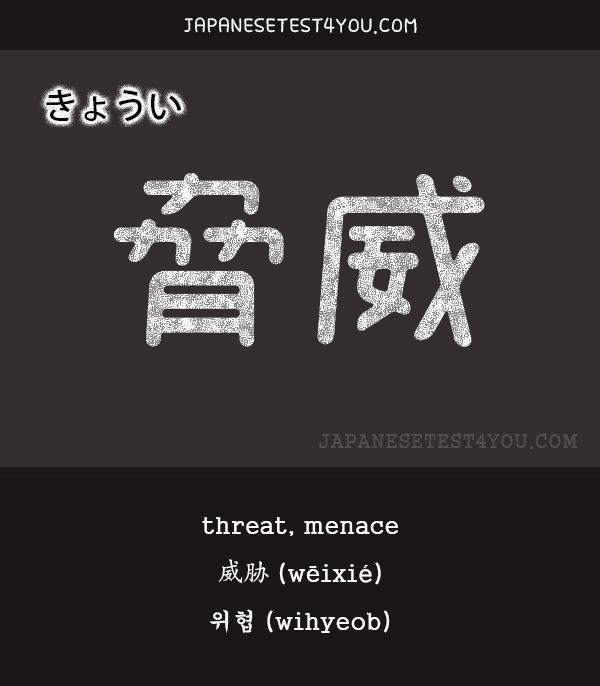 JAPANESETEST4YOU.COM
きょうい
脅威
JAPANESETEST4YOU.COM
threat, menace
威胁 (wēixié)
위협 (wihyeob)